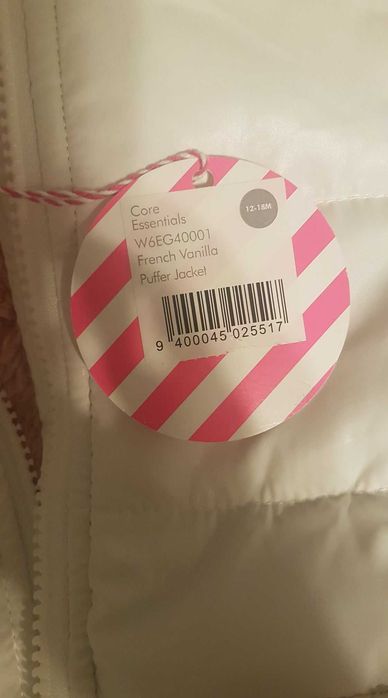 Core
Essentials
12-18M
W6EG40001
French Vanilla
Puffer Jacket
9 400045 025517